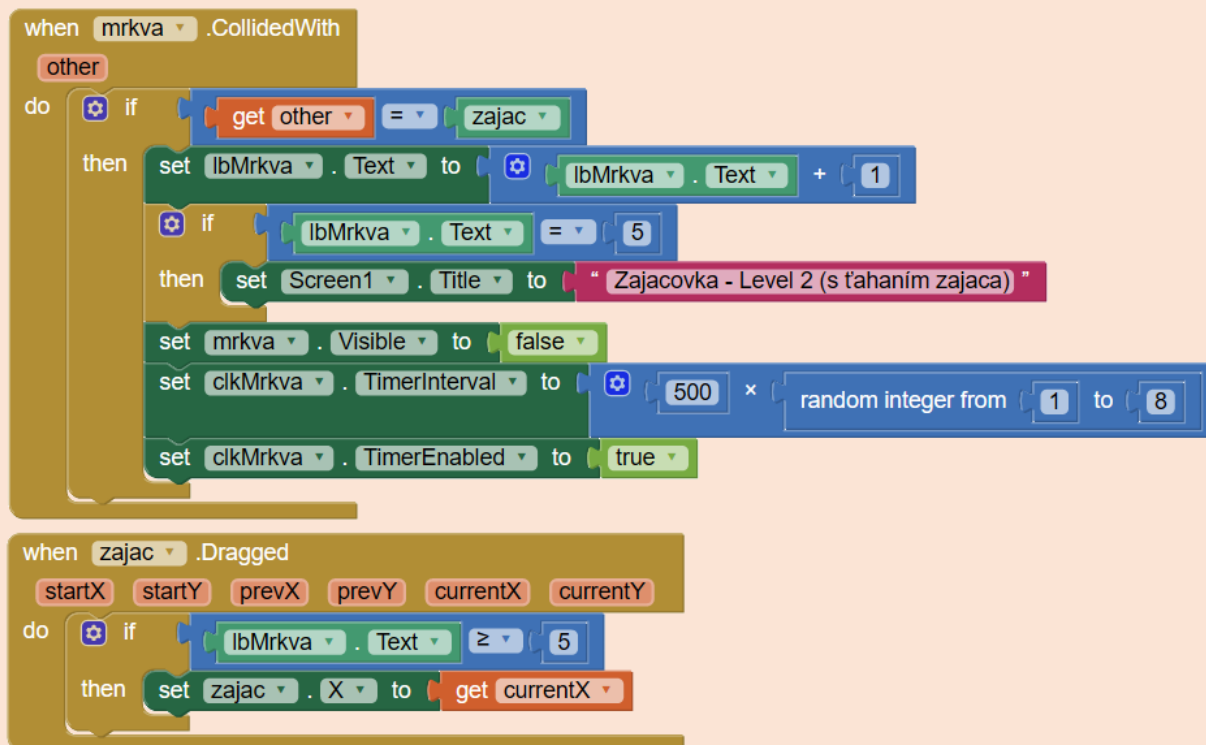 when mrkva .CollidedWith
other
do if get other = zajac
then set lbMrkva . Text to lbMrkva . Text + 1
if lbMrkva . Text = 5
then set Screen1 . Title to “ Zajacovka - Level 2 (s ťahaním zajaca) ”
set mrkva . Visible to false
set clkMrkva . TimerInterval to 500 × random integer from 1 to 8
set clkMrkva . TimerEnabled to true
when zajac .Dragged
startX startY prevX prevY currentX currentY
do if lbMrkva . Text ≥ 5
then set zajac . X to get currentX